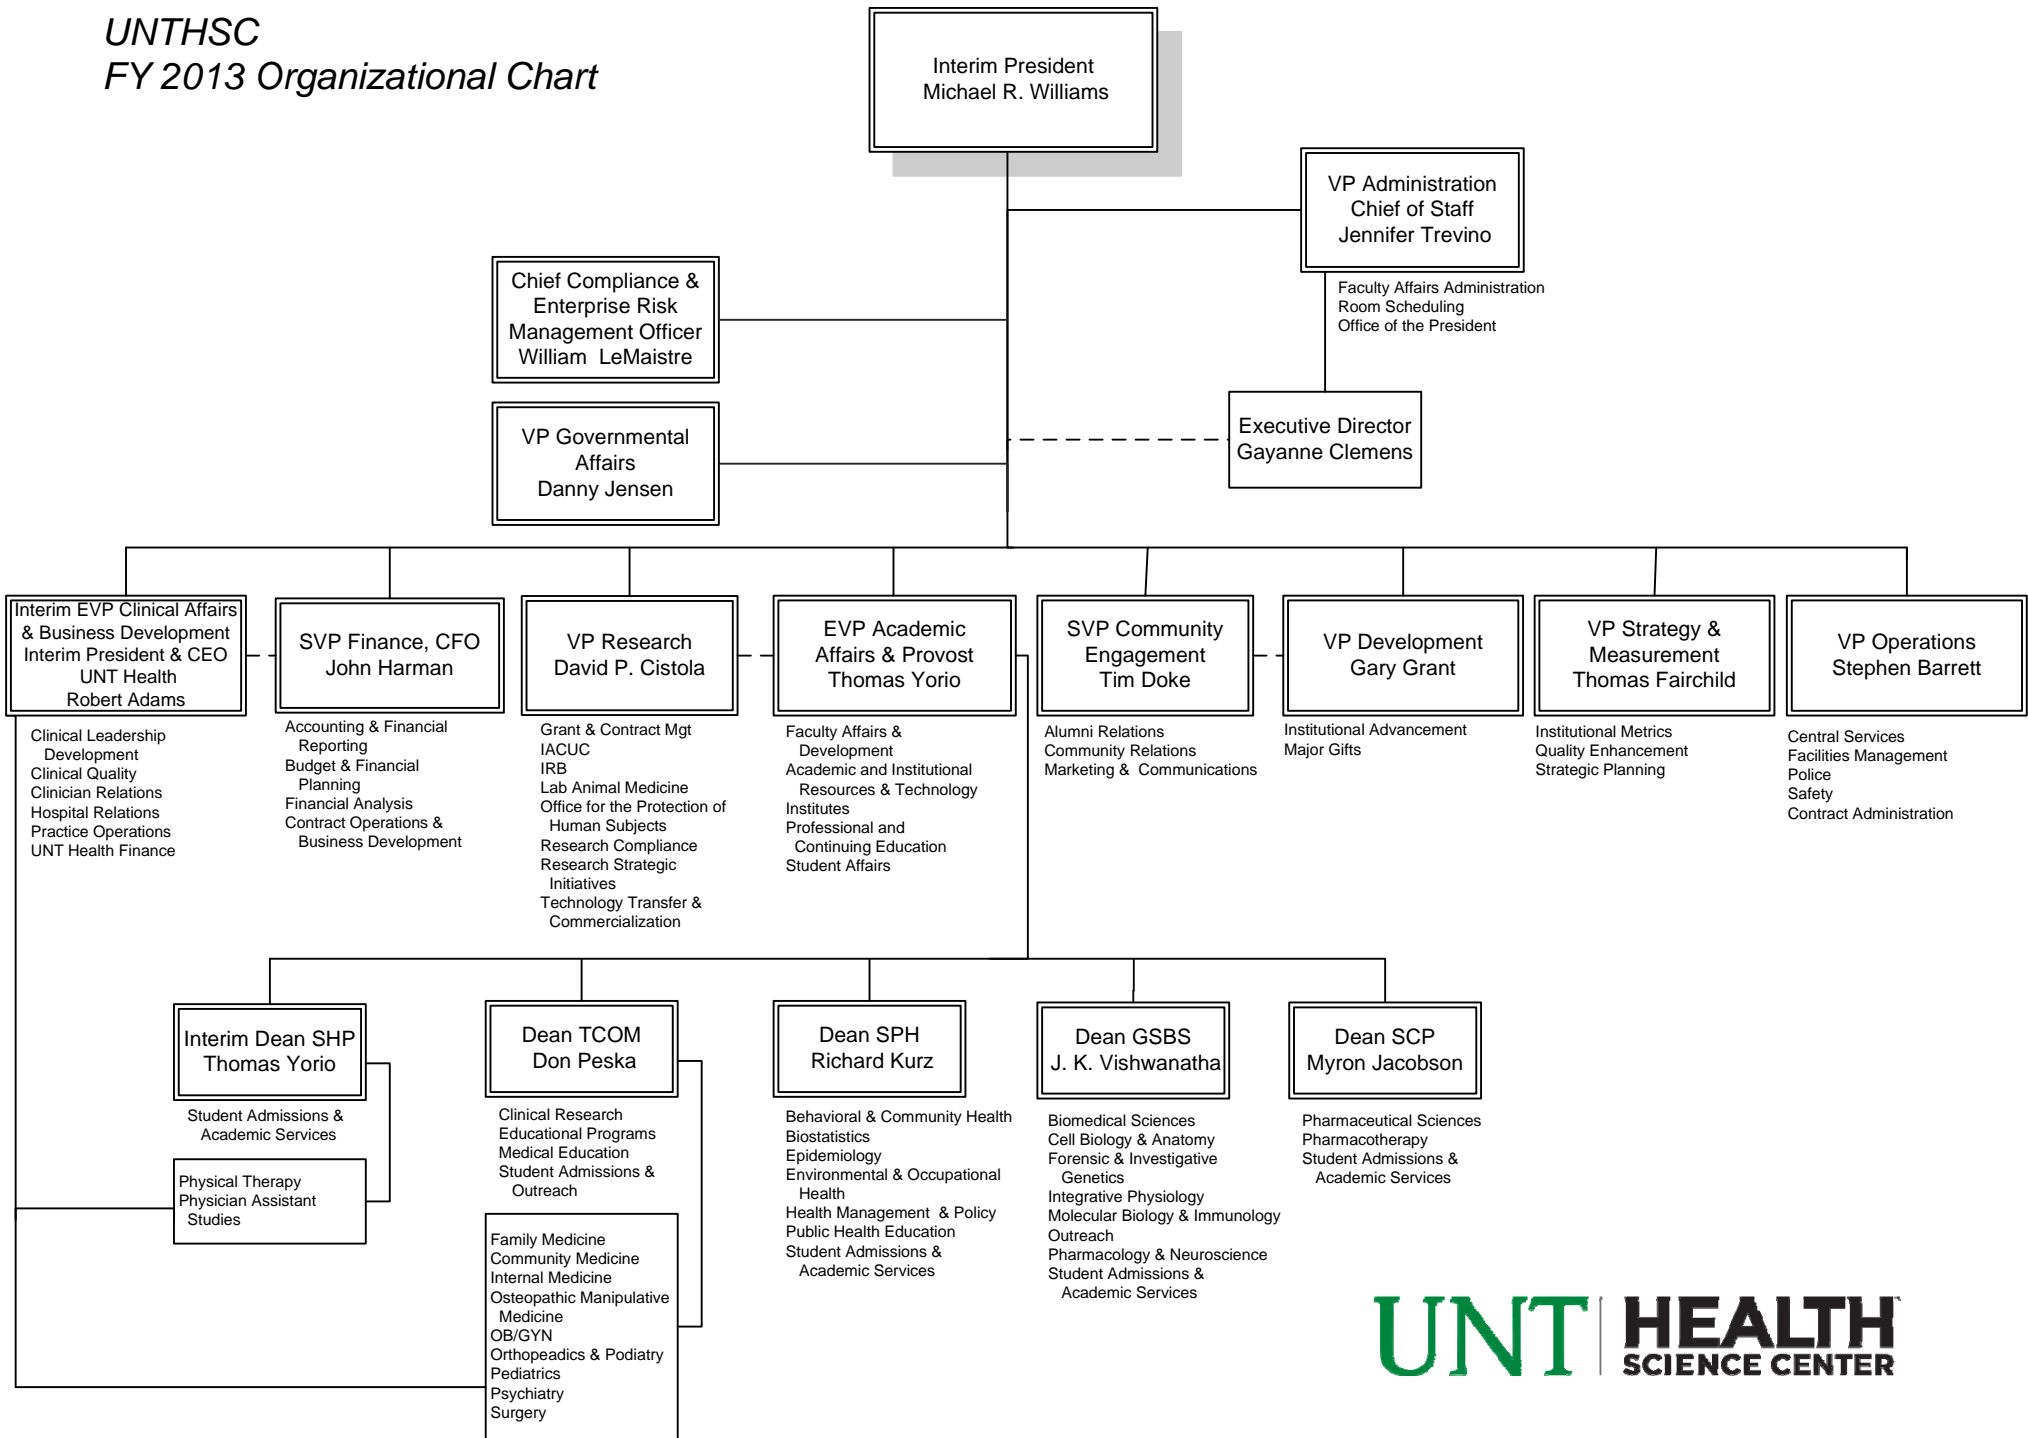 UNTHSC
FY 2013 Organizational Chart
Interim President
Michael R. Williams
VP Administration
Chief of Staff
Jennifer Trevino
Faculty Affairs Administration
Room Scheduling
Office of the President
Chief Compliance &
Enterprise Risk
Management Officer
William  LeMaistre
VP Governmental
Affairs
Danny Jensen
Executive Director
Gayanne Clemens
Interim EVP Clinical Affairs
& Business Development
Interim President & CEO
UNT Health
Robert Adams
Clinical Leadership
Development
Clinical Quality
Clinician Relations
Hospital Relations
Practice Operations
UNT Health Finance
SVP Finance, CFO
John Harman
Accounting & Financial
Reporting
Budget & Financial
Planning
Financial Analysis
Contract Operations &
Business Development
VP Research
David P. Cistola
Grant & Contract Mgt
IACUC
IRB
Lab Animal Medicine
Office for the Protection of
Human Subjects
Research Compliance
Research Strategic
Initiatives
Technology Transfer &
Commercialization
EVP Academic
Affairs & Provost
Thomas Yorio
Faculty Affairs &
Development
Academic and Institutional
Resources & Technology
Institutes
Professional and
Continuing Education
Student Affairs
SVP Community
Engagement
Tim Doke
Alumni Relations
Community Relations
Marketing &  Communications
VP Development
Gary Grant
Institutional Advancement
Major Gifts
VP Strategy &
Measurement
Thomas Fairchild
Institutional Metrics
Quality Enhancement
Strategic Planning
VP Operations
Stephen Barrett
Central Services
Facilities Management
Police
Safety
Contract Administration
Interim Dean SHP
Thomas Yorio
Student Admissions &
Academic Services
Physical Therapy
Physician Assistant
Studies
Dean TCOM
Don Peska
Clinical Research
Educational Programs
Medical Education
Student Admissions &
Outreach
Family Medicine
Community Medicine
Internal Medicine
Osteopathic Manipulative
Medicine
OB/GYN
Orthopeadics & Podiatry
Pediatrics
Psychiatry
Surgery
Dean SPH
Richard Kurz
Behavioral & Community Health
Biostatistics
Epidemiology
Environmental & Occupational
Health
Health Management  & Policy
Public Health Education
Student Admissions &
Academic Services
Dean GSBS
J. K. Vishwanatha
Biomedical Sciences
Cell Biology & Anatomy
Forensic & Investigative
Genetics
Integrative Physiology
Molecular Biology & Immunology
Outreach
Pharmacology & Neuroscience
Student Admissions &
Academic Services
Dean SCP
Myron Jacobson
Pharmaceutical Sciences
Pharmacotherapy
Student Admissions &
Academic Services
UNT HEALTH
SCIENCE CENTER